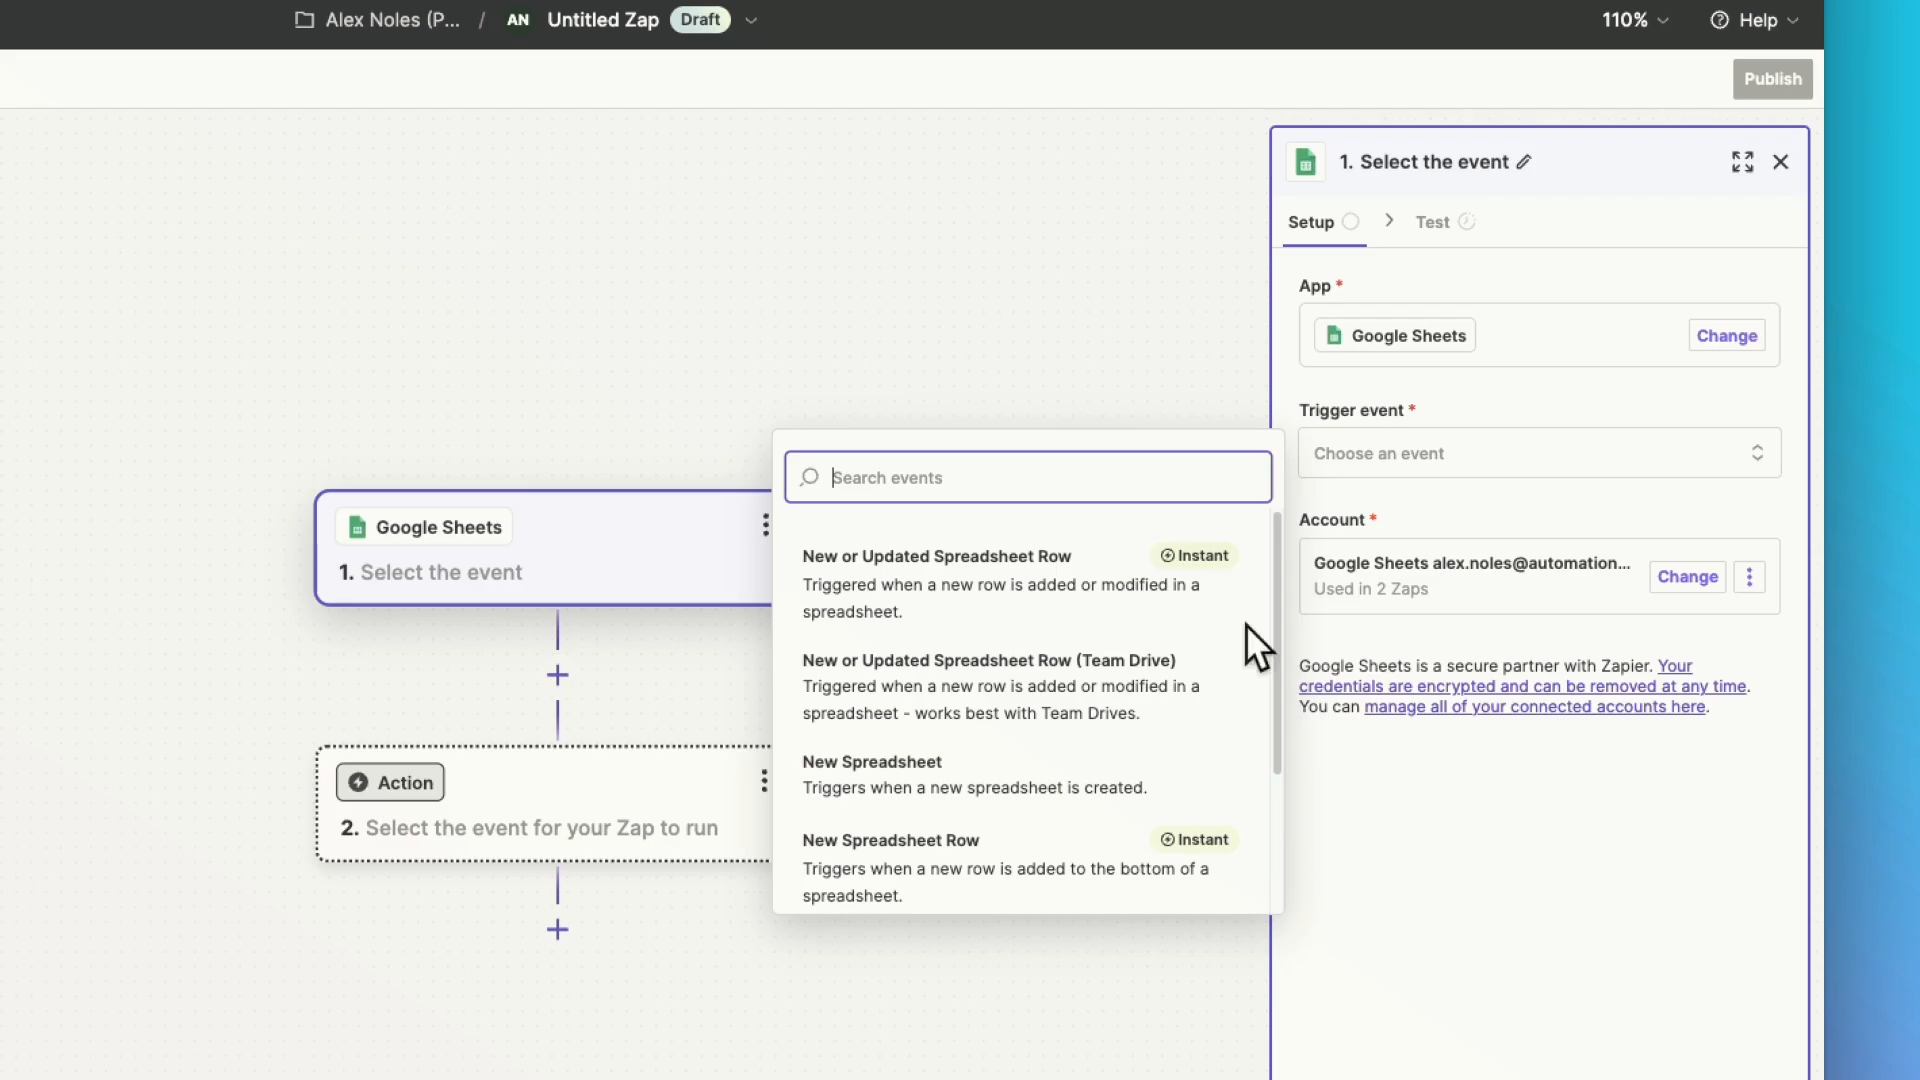 Alex Noles (P... / AN Untitled Zap Draft
110% Help
Publish
1. Select the event
Setup Test
App *
Google Sheets Change
Trigger event *
Choose an event
Account *
Google Sheets alex.noles@automation...
Used in 2 Zaps
Change
Google Sheets is a secure partner with Zapier. Your
credentials are encrypted and can be removed at any time.
You can manage all of your connected accounts here.
Search events
New or Updated Spreadsheet Row Instant
Triggered when a new row is added or modified in a
spreadsheet.
New or Updated Spreadsheet Row (Team Drive)
Triggered when a new row is added or modified in a
spreadsheet - works best with Team Drives.
New Spreadsheet
Triggers when a new spreadsheet is created.
New Spreadsheet Row Instant
Triggers when a new row is added to the bottom of a
spreadsheet.
Google Sheets
1. Select the event
Action
2. Select the event for your Zap to run